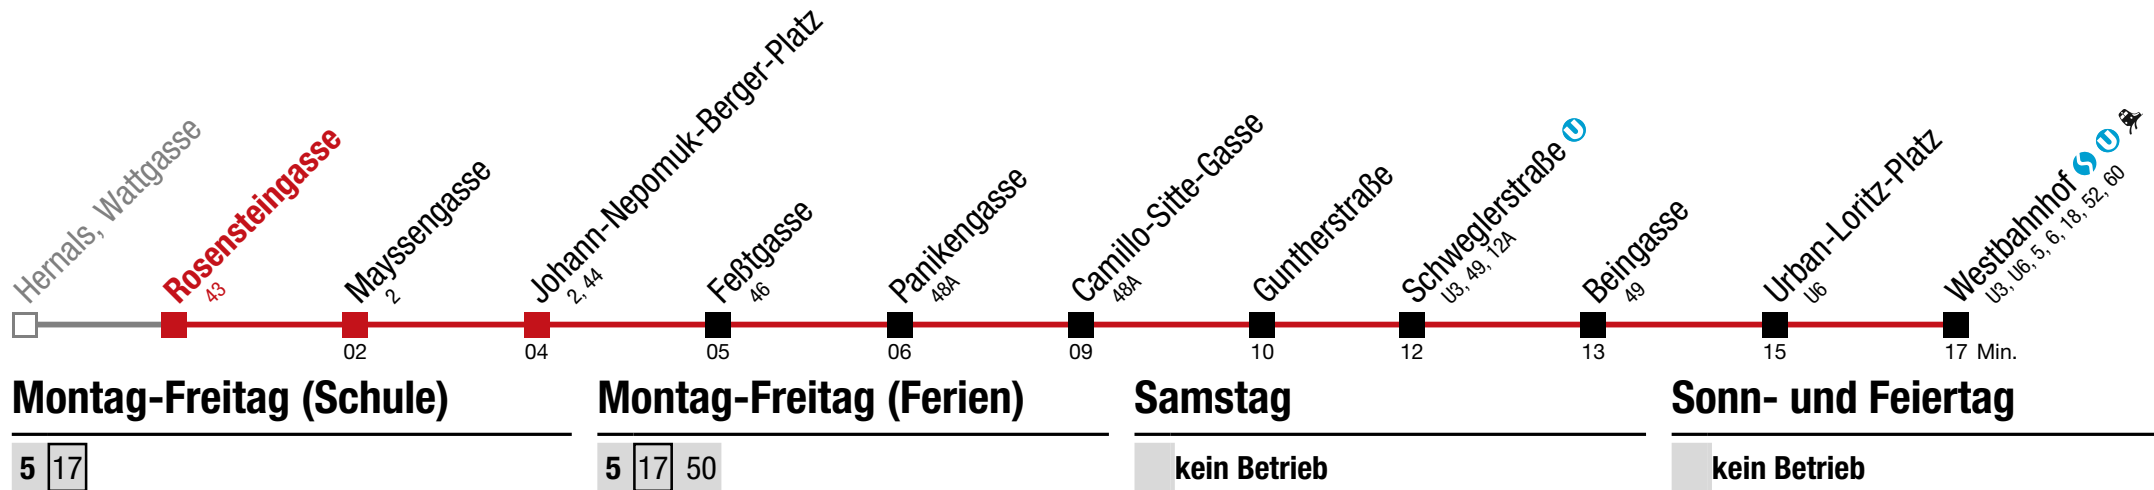 Hernals, Wattgasse
Rosensteingasse
43
Mayssengasse
2
Johann-Nepomuk-Berger-Platz
2, 44
Feßtgasse
46
Panikengasse
48A
Camillo-Sitte-Gasse
48A
Guntherstraße
Schweglerstraße U
U3, 49, 12A
Beingasse
49
Urban-Loritz-Platz
U6
Westbahnhof S U
U3, U6, 5, 6, 18, 52, 60
02 04 05 06 09 10 12 13 15 17 Min.
Montag-Freitag (Schule)
5 17
Montag-Freitag (Ferien)
5 17 50
Samstag
kein Betrieb
Sonn- und Feiertag
kein Betrieb